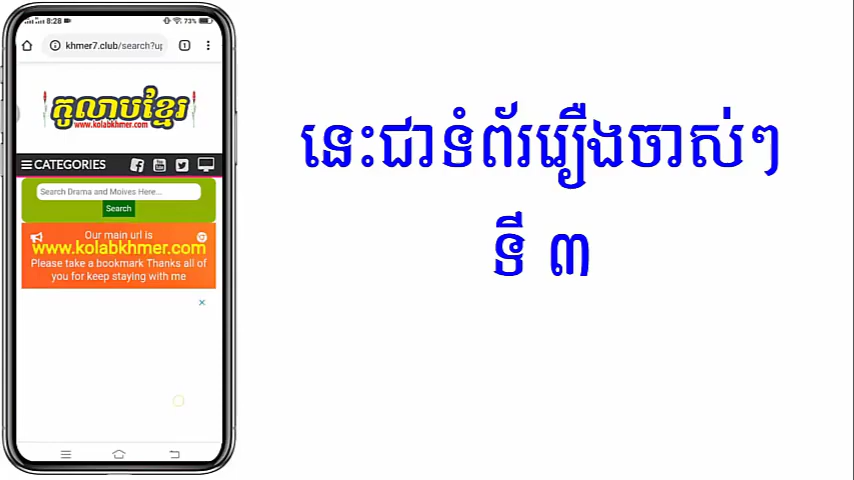 8:28
73%
khmer7.club/search?up
1
កូលាបខ្មែរ
www.kolabkhmer.com
CATEGORIES
Search Drama and Moives Here...
Search
Our main url is
www.kolabkhmer.com
Please take a bookmark Thanks all of
you for keep staying with me
នេះជាទំព័ររឿងចាស់ៗ
ទី ៣